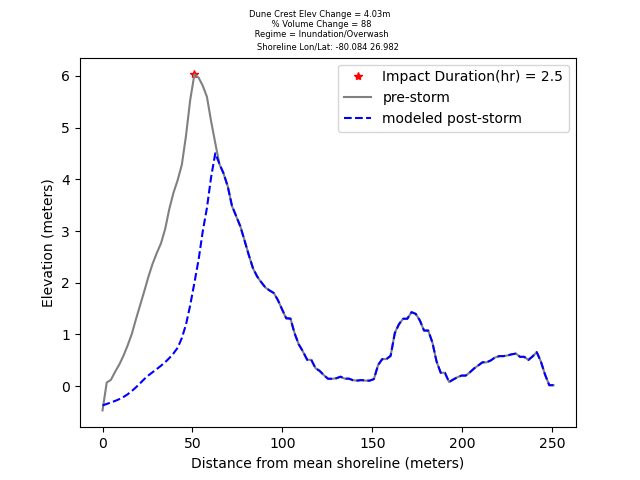 Dune Crest Elev Change = 4.03m
% Volume Change = 88
Regime = Inundation/Overwash
Shoreline Lon/Lat: -80.084 26.982
Impact Duration(hr) = 2.5
pre-storm
modeled post-storm
Elevation (meters)
6
5
4
3
2
1
0
0 50 100 150 200 250
Distance from mean shoreline (meters)